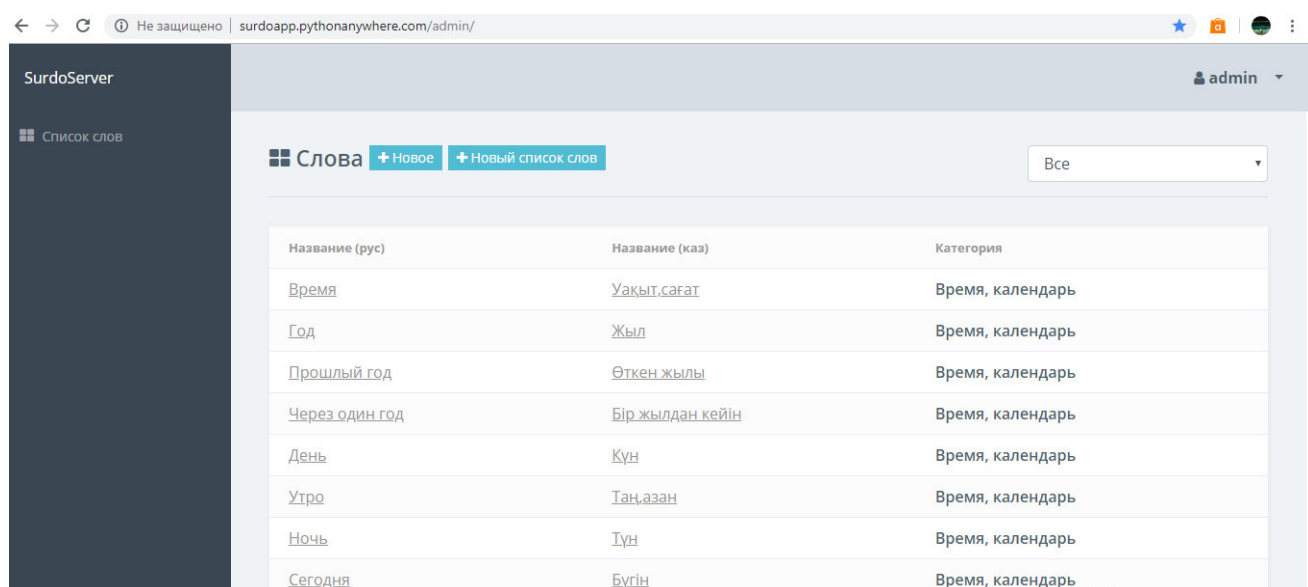 Не защищено | surdoapp.pythonanywhere.com/admin/
SurdoServer
admin
Список слов
Слова + Новое + Новый список слов
Все
Название (рус) Название (каз) Категория
Время Уақыт,сағат Время, календарь
Год Жыл Время, календарь
Прошлый год Өткен жылы Время, календарь
Через один год Бір жылдан кейін Время, календарь
День Күн Время, календарь
Утро Таң,азан Время, календарь
Ночь Түн Время, календарь
Сегодня Бүгін Время, календарь